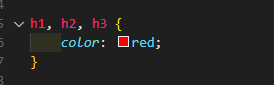 h1, h2, h3 {
color: red;
}